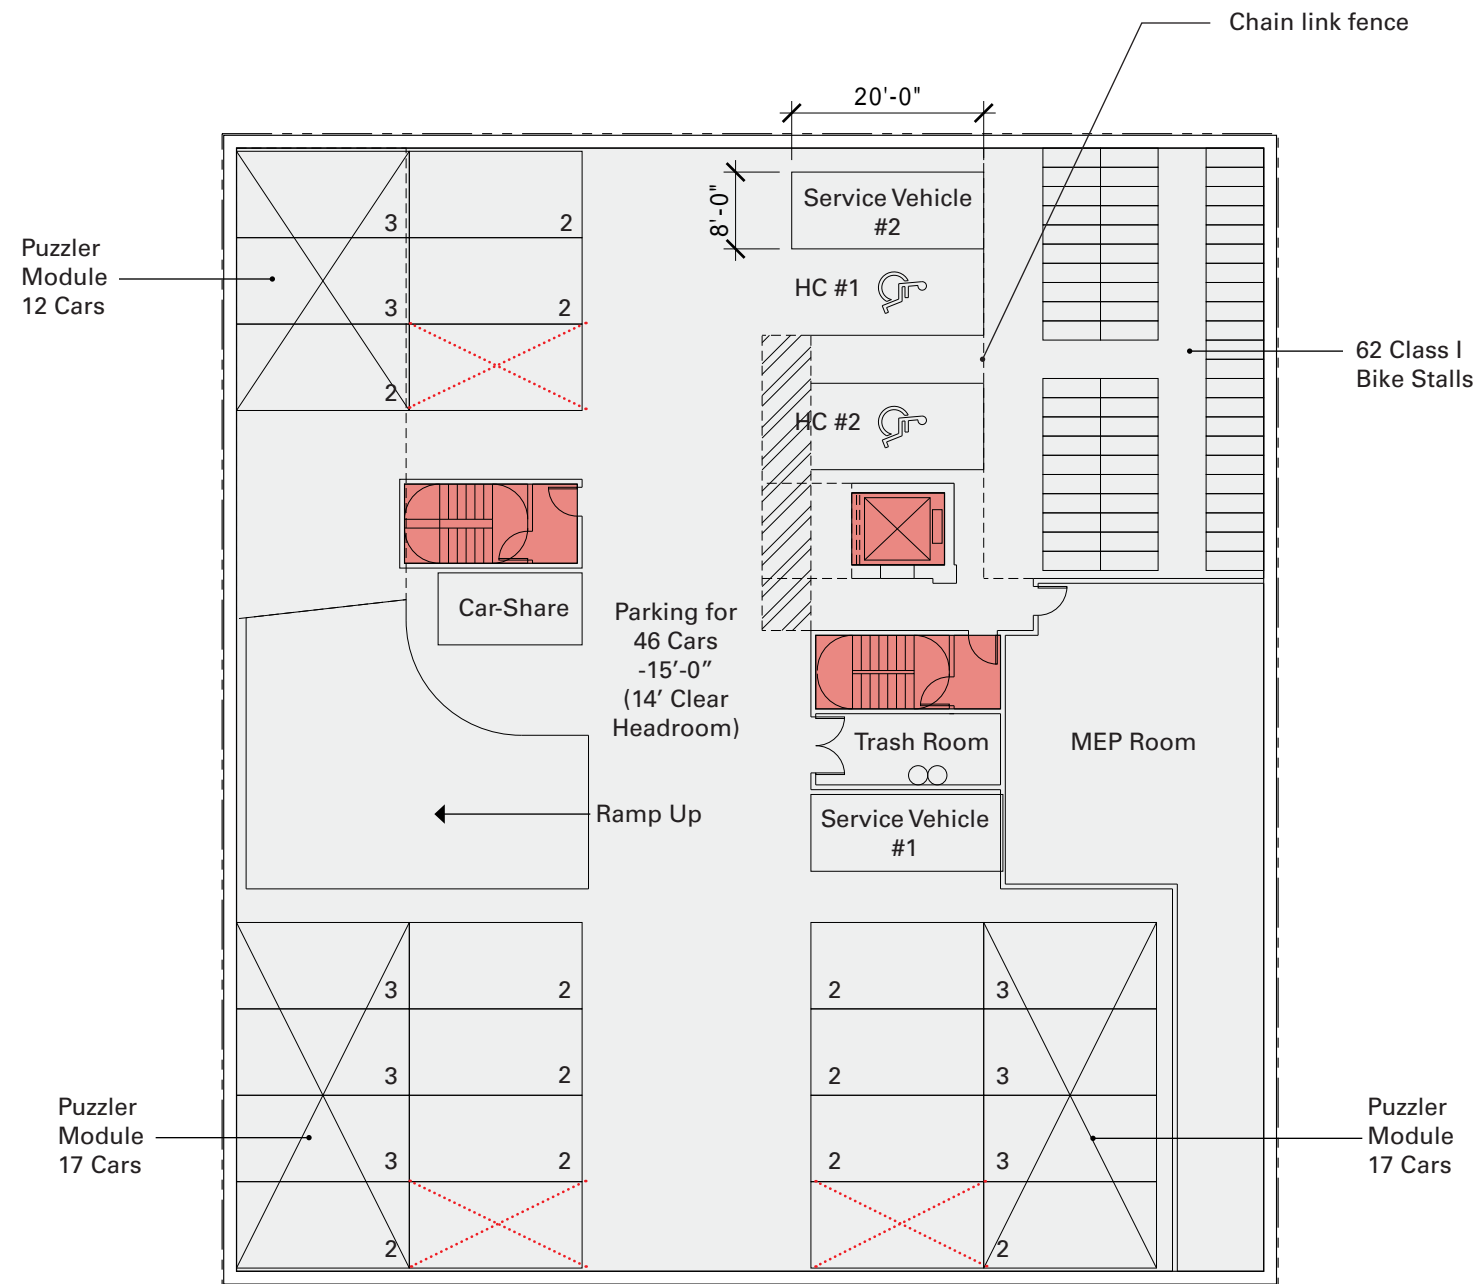 Chain link fence
20'-0"
8'-0"
Service Vehicle
#2
3
2
Puzzler
Module
12 Cars
HC #1
3
2
62 Class I
Bike Stalls
2
HC #2
Car-Share
Parking for
46 Cars
-15'-0"
(14' Clear
Headroom)
Trash Room
MEP Room
Ramp Up
Service Vehicle
#1
3
2
2
3
3
2
2
3
Puzzler
Module
17 Cars
3
2
2
3
Puzzler
Module
17 Cars
2
2